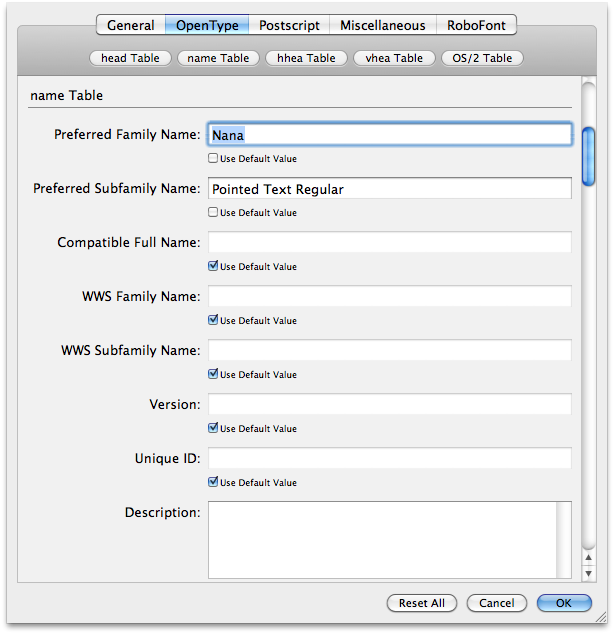 General OpenType Postscript Miscellaneous RoboFont
head Table name Table hhea Table vhea Table OS/2 Table
name Table
Preferred Family Name: Nana
Use Default Value
Preferred Subfamily Name: Pointed Text Regular
Use Default Value
Compatible Full Name:
Use Default Value
WWS Family Name:
Use Default Value
WWS Subfamily Name:
Use Default Value
Version:
Use Default Value
Unique ID:
Use Default Value
Description:
Reset All Cancel OK